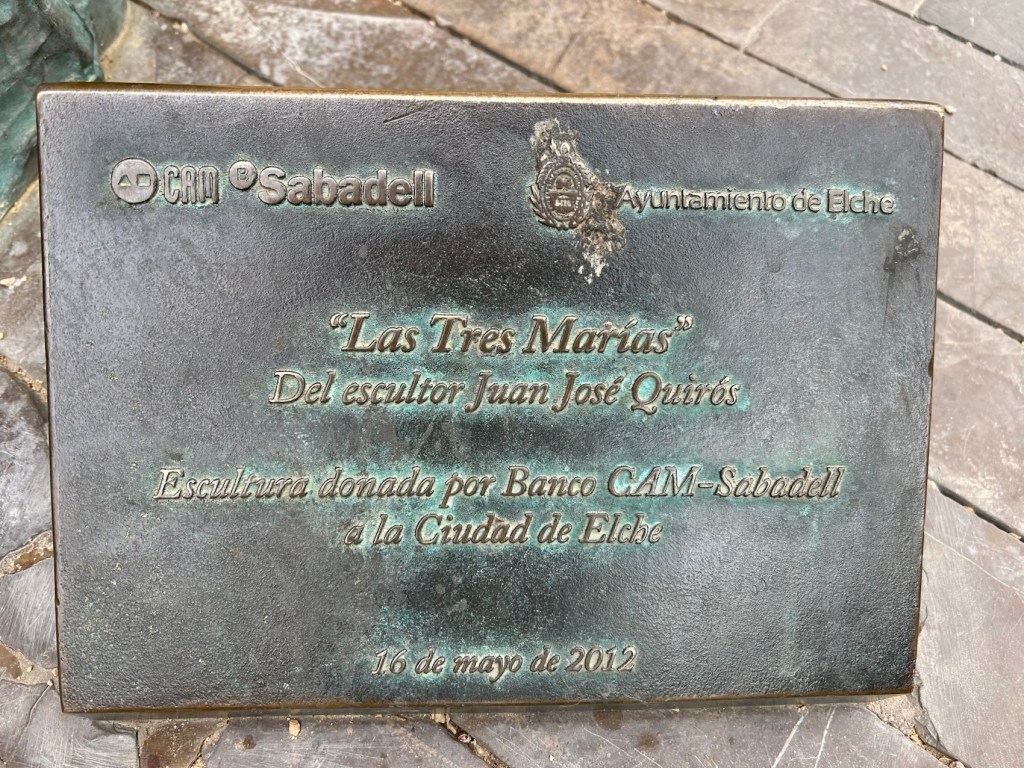 CAM B Sabadell Ayuntamiento de Elche
“Las Tres Marías”
Del escultor Juan José Quirós
Escultura donada por Banco CAM-Sabadell
a la Ciudad de Elche
16 de mayo de 2012